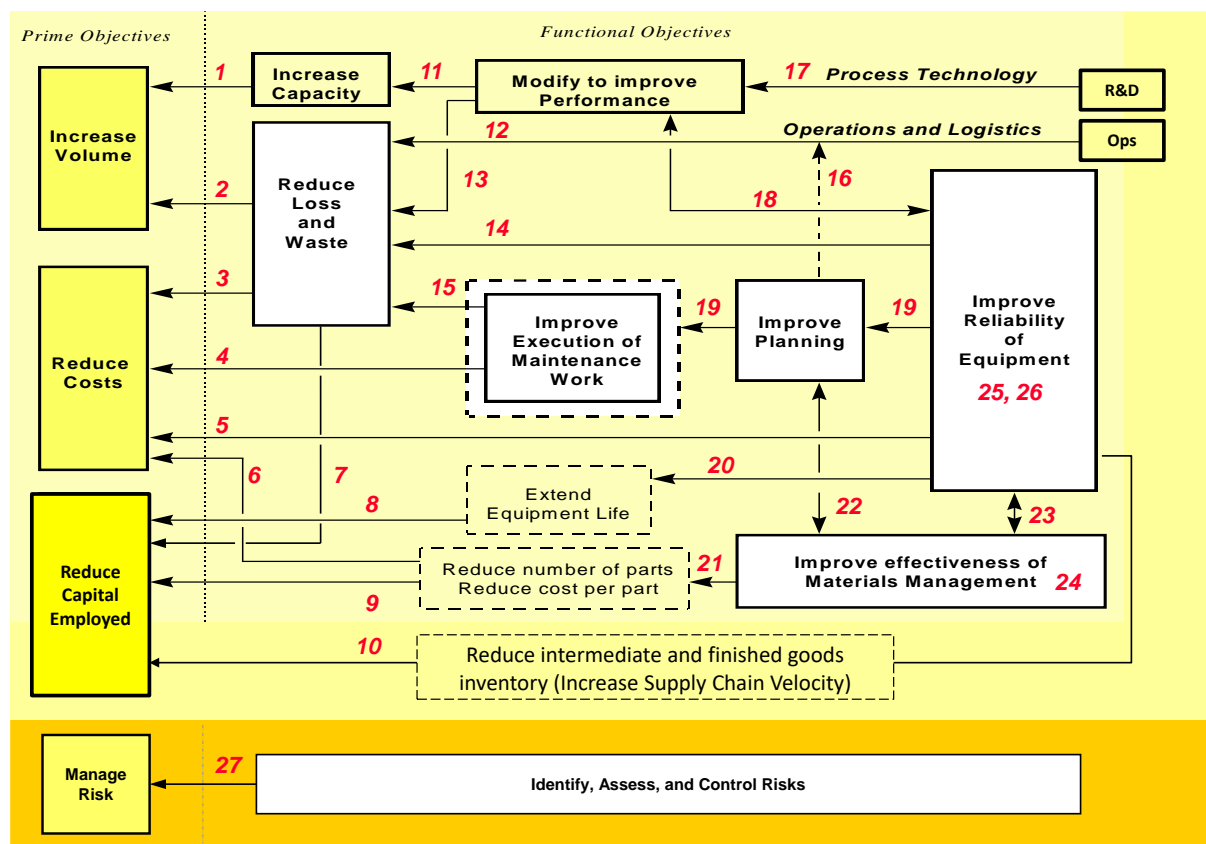 Prime Objectives
Functional Objectives
1
Increase
Capacity
11
Modify to improve
Performance
17
Process Technology
R&D
Increase
Volume
12
Operations and Logistics
Ops
2
Reduce
Loss
and
Waste
13
16
18
14
3
15
Improve
Execution of
Maintenance
Work
19
Improve
Planning
19
Improve
Reliability
of
Equipment
25, 26
Reduce
Costs
4
5
6
7
8
Extend
Equipment Life
20
22
23
Reduce
Capital
Employed
9
Reduce number of parts
Reduce cost per part
21
Improve effectiveness of
Materials Management
24
10
Reduce intermediate and finished goods
inventory (Increase Supply Chain Velocity)
Manage
Risk
27
Identify, Assess, and Control Risks